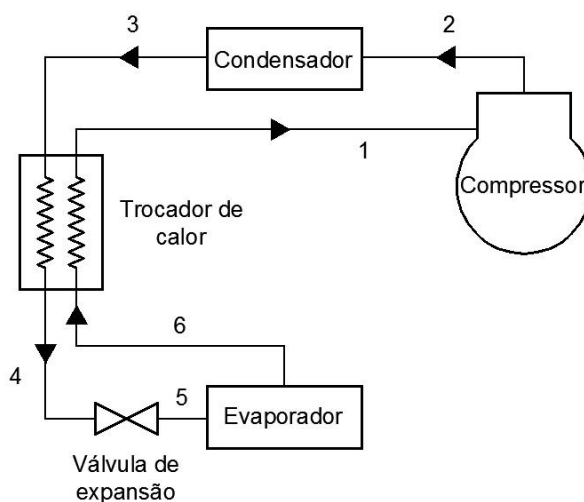 3
2
Condensador
1
Compressor
Trocador de
calor
6
4
5
Evaporador
Válvula de
expansão